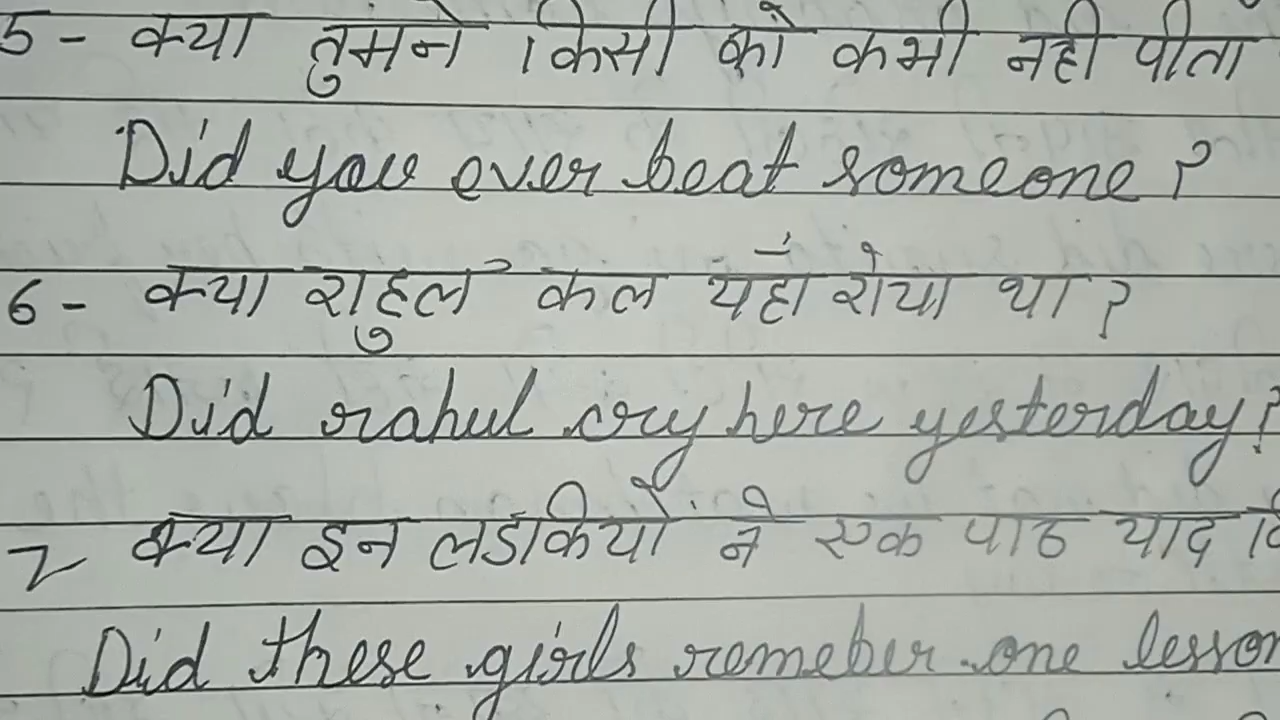 5 - क्या तुमने किसी को कभी नही पीता
Did you ever beat someone?
6 - क्या राहुल कल यहाँ रोया था?
Did rahul cry here yesterday?
7 क्या इन लडकियों ने एक पाठ याद
Did these girls remeber one lesson